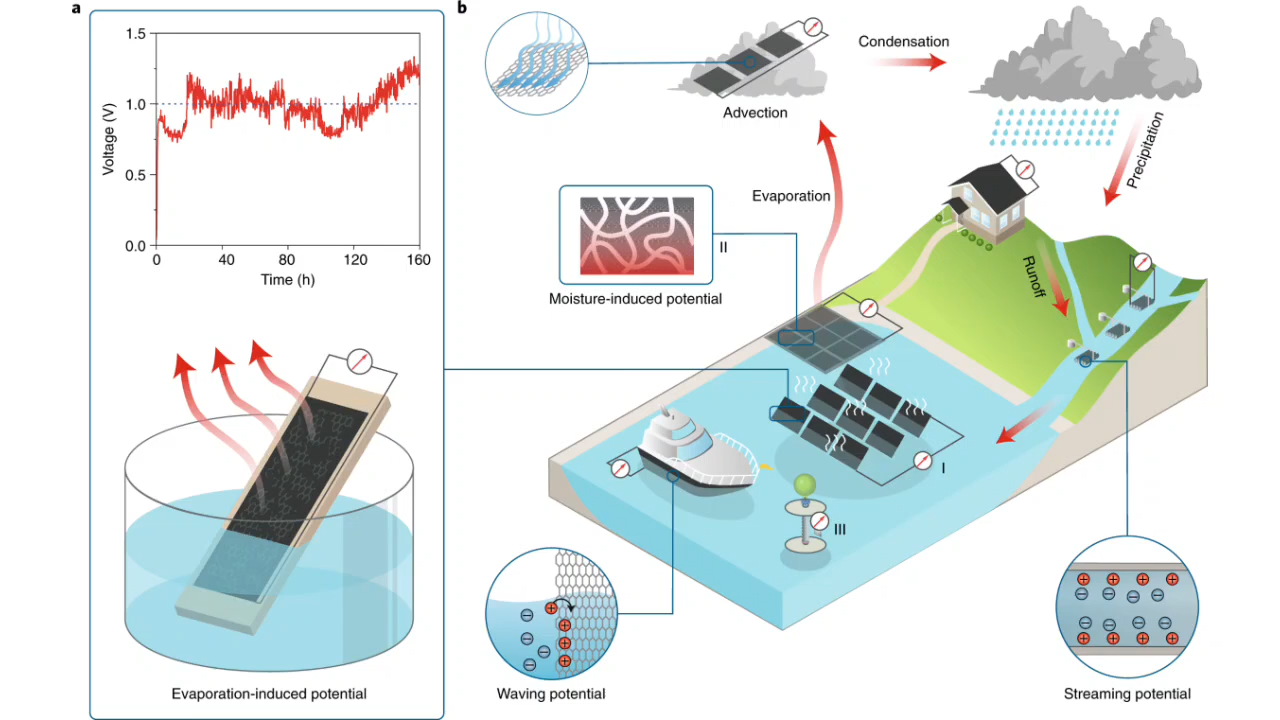 a
1.5
1.0
0.5
0.0
Voltage (V)
0
40
80
120
160
Time (h)
Evaporation-induced potential
b
Advection
Condensation
Precipitation
Evaporation
II
Moisture-induced potential
Runoff
I
III
Waving potential
Streaming potential